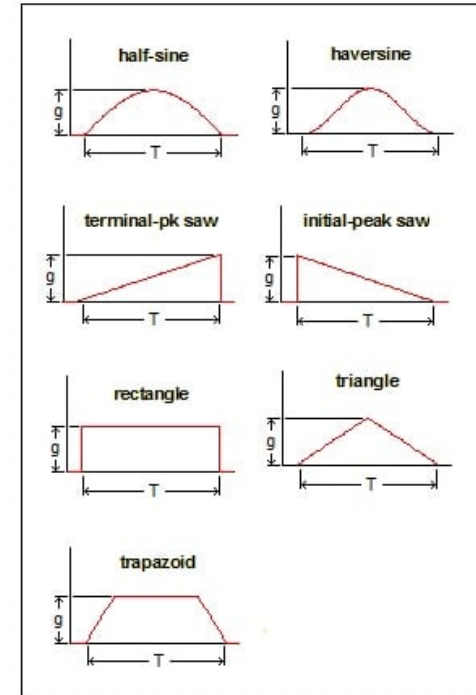 half-sine
haversine
g
T
g
T
terminal-pk saw
initial-peak saw
g
T
g
T
rectangle
triangle
g
T
g
T
trapazoid
g
T